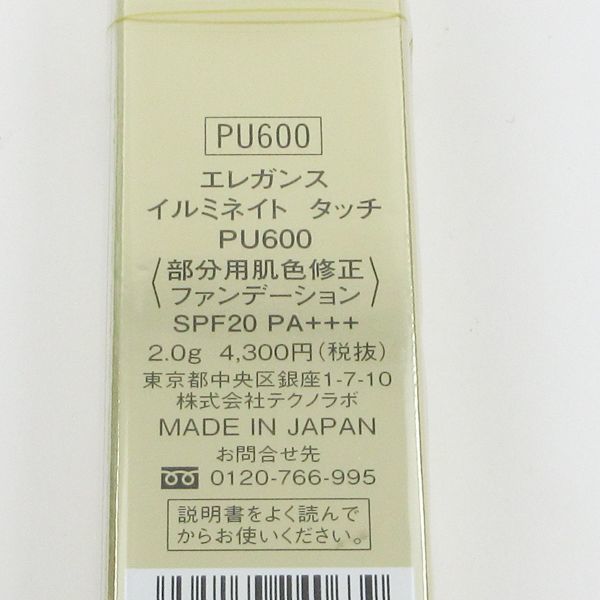 PU600
エレガンス
イルミネイト タッチ
PU600
〈部分用肌色修正
ファンデーション〉
SPF20 PA+++
2.0g 4,300円(税抜)
東京都中央区銀座1-7-10
株式会社テクノラボ
MADE IN JAPAN
お問合せ先
0120-766-995
説明書をよく読んで
からお使いください。